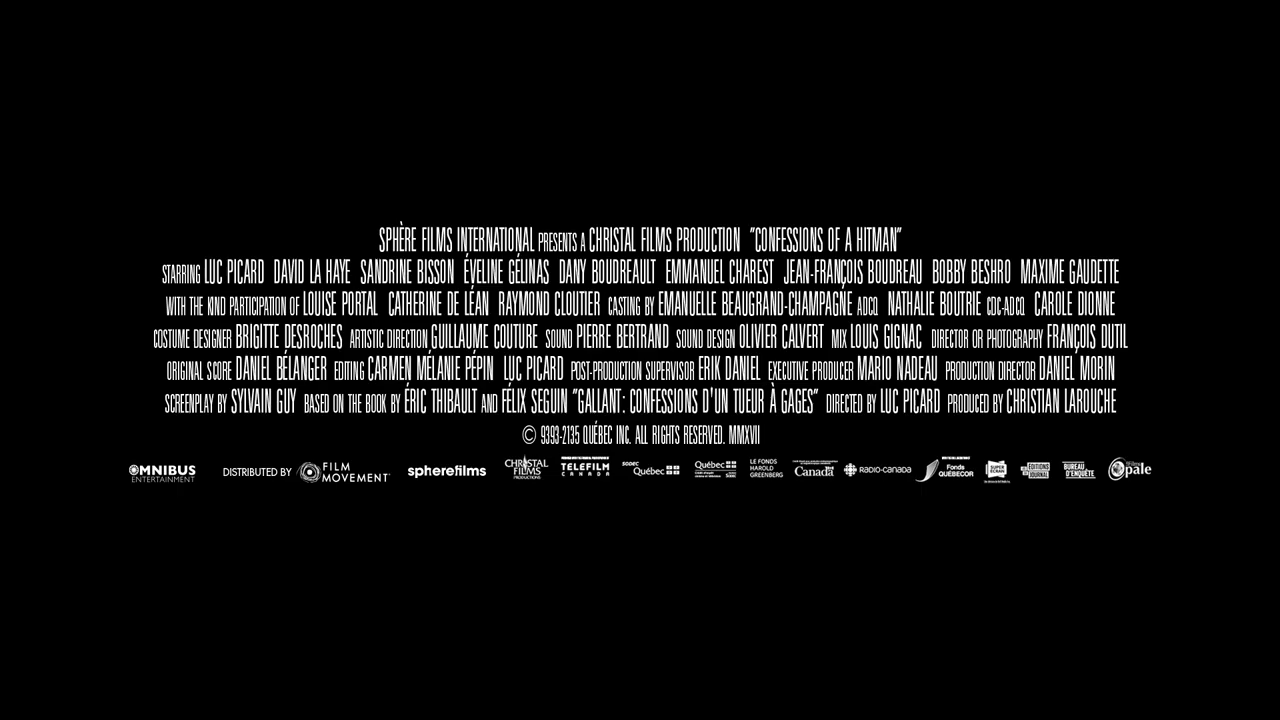 SPHÈRE FILMS INTERNATIONAL PRESENTS A CHRISTAL FILMS PRODUCTION "CONFESSIONS OF A HITMAN"
STARRING LUC PICARD DAVID LA HAYE SANDRINE BISSON ÉVELINE GÉLINAS DANY BOUDREAULT EMMANUEL CHAREST JEAN-FRANÇOIS BOUDREAU BOBBY BESHRO MAXIME GAUDETTE
WITH THE KIND PARTICIPATION OF LOUISE PORTAL CATHERINE DE LÉAN RAYMOND CLOUTIER CASTING BY EMANUELLE BEAUGRAND-CHAMPAGNE ADCQ NATHALIE BOUTRIE CDC-ADCQ CAROLE DIONNE
COSTUME DESIGNER BRIGITTE DESROCHES ARTISTIC DIRECTION GUILLAUME COUTURE SOUND PIERRE BERTRAND SOUND DESIGN OLIVIER CALVERT MIX LOUIS GIGNAC DIRECTOR OR PHOTOGRAPHY FRANÇOIS DUTIL
ORIGINAL SCORE DANIEL BÉLANGER EDITING CARMEN MÉLANIE PÉPIN LUC PICARD POST-PRODUCTION SUPERVISOR ERIK DANIEL EXECUTIVE PRODUCER MARIO NADEAU PRODUCTION DIRECTOR DANIEL MORIN
SCREENPLAY BY SYLVAIN GUY BASED ON THE BOOK BY ÉRIC THIBAULT AND FÉLIX SEGUIN "GALLANT: CONFESSIONS D'UN TUEUR À GAGES" DIRECTED BY LUC PICARD PRODUCED BY CHRISTIAN LAROUCHE
© 9393-2135 QUÉBEC INC. ALL RIGHTS RESERVED. MMXVII
OMNIBUS ENTERTAINMENT DISTRIBUTED BY FILM MOVEMENT spherefilms CHRISTAL FILMS PRODUCTIONS TELEFILM CANADA SODEC Québec Québec LE FONDS HAROLD GREENBERG Canada RADIO-CANADA Fonds QUÉBECOR SUPER ÉCRAN ÉDITIONS JOURNAL BUREAU D'ENQUÊTE Opale